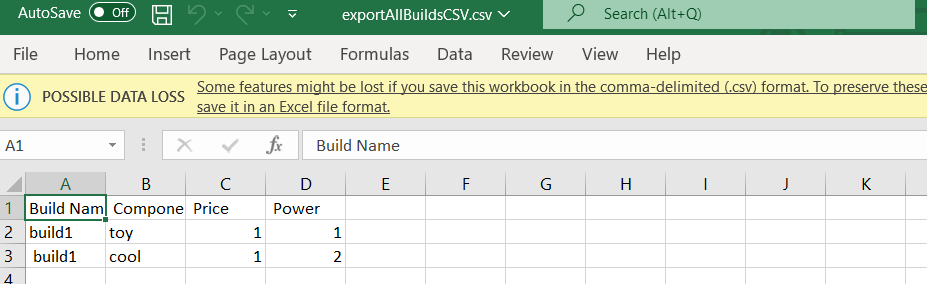 AutoSave Off exportAllBuildsCSV.csv Search (Alt+Q)
File Home Insert Page Layout Formulas Data Review View Help
POSSIBLE DATA LOSS Some features might be lost if you save this workbook in the comma-delimited (.csv) format. To preserve these
save it in an Excel file format.
A1 fx Build Name
A B C D E F G H I J K
1 Build Nam Compone Price Power
2 build1 toy 1 1
3 build1 cool 1 2
4